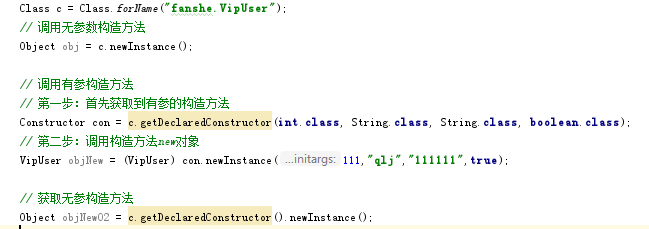 Class c = Class.forName("fanshe.VipUser");
// 调用无参数构造方法
Object obj = c.newInstance();
// 调用有参构造方法
// 第一步：首先获取到有参的构造方法
Constructor con = c.getDeclaredConstructor(int.class, String.class, String.class, boolean.class);
// 第二步：调用构造方法new对象
VipUser objNew = (VipUser) con.newInstance( ...initargs: 111,"qlj","111111",true);
// 获取无参构造方法
Object objNew02 = c.getDeclaredConstructor().newInstance();